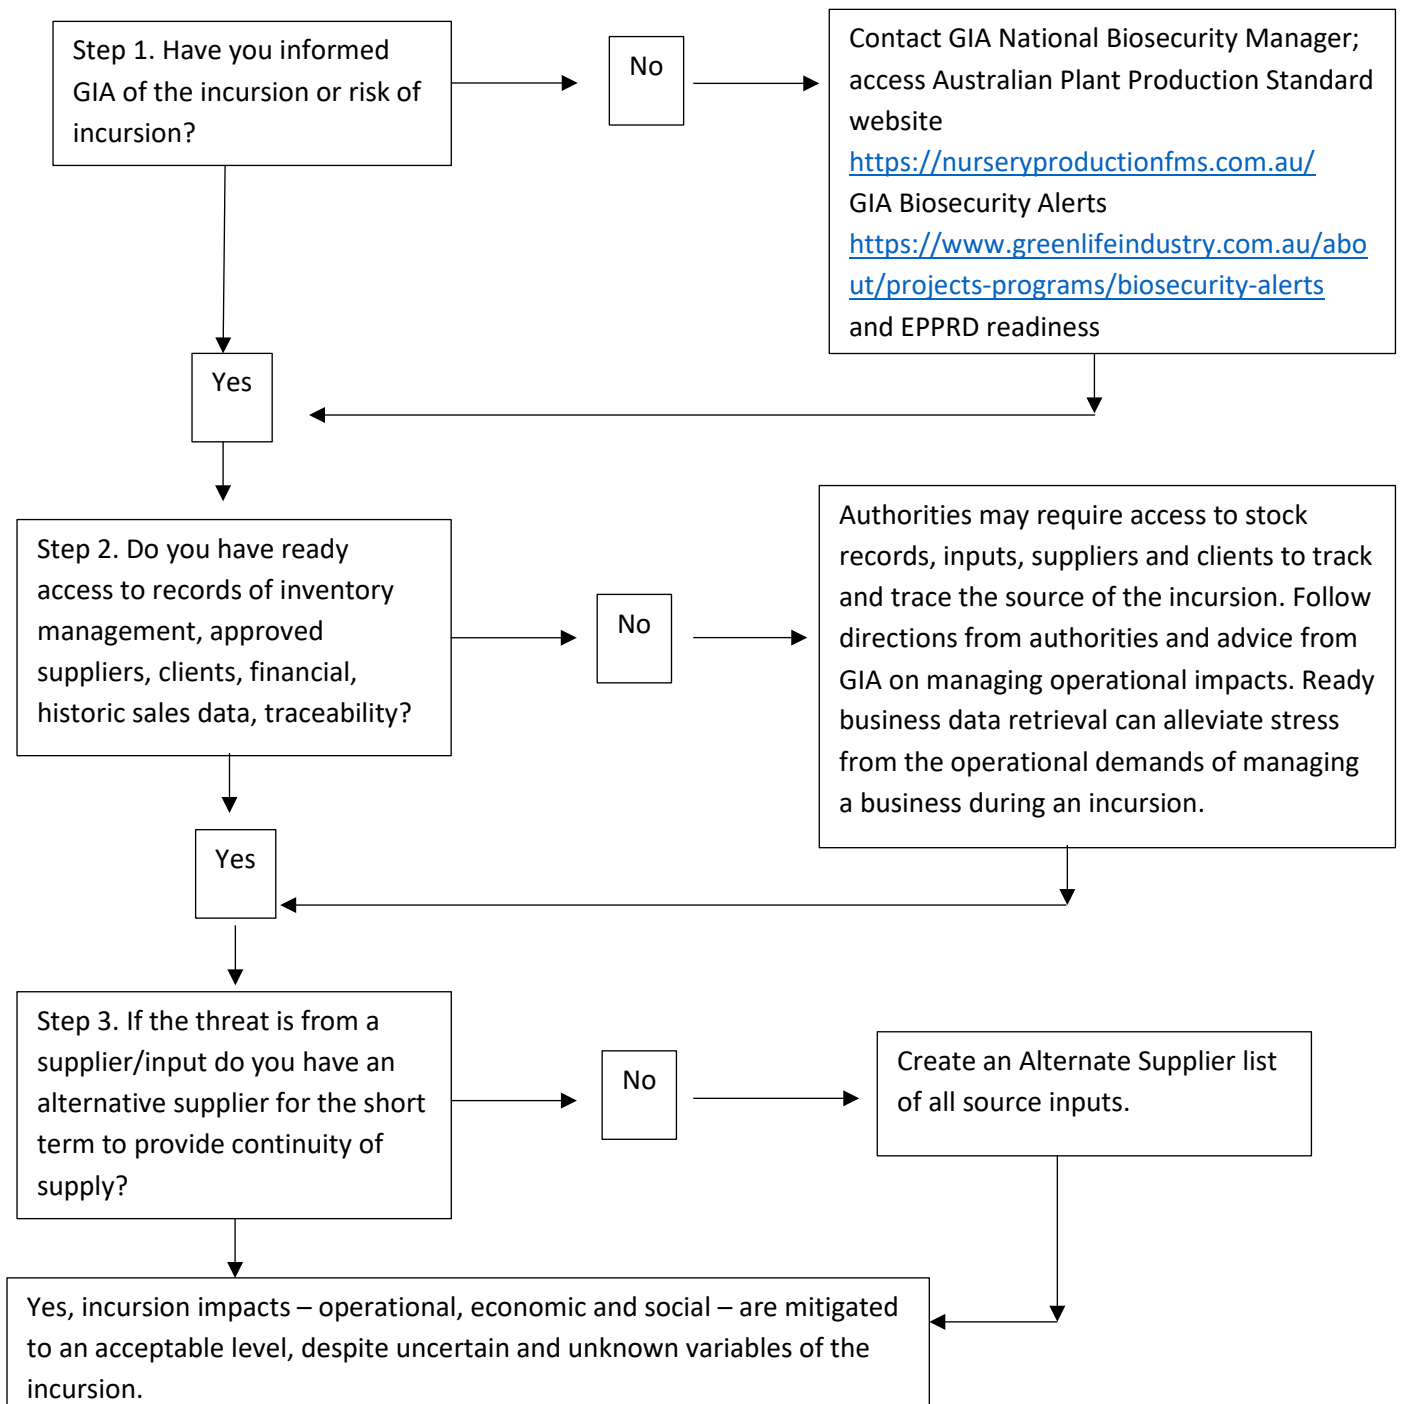 Step 1. Have you informed
GIA of the incursion or risk of
incursion?
No
Contact GIA National Biosecurity Manager;
access Australian Plant Production Standard
website
https://nurseryproductionfms.com.au/
GIA Biosecurity Alerts
https://www.greenlifeindustry.com.au/abo
ut/projects-programs/biosecurity-alerts
and EPPRD readiness
Yes
Step 2. Do you have ready
access to records of inventory
management, approved
suppliers, clients, financial,
historic sales data, traceability?
No
Authorities may require access to stock
records, inputs, suppliers and clients to track
and trace the source of the incursion. Follow
directions from authorities and advice from
GIA on managing operational impacts. Ready
business data retrieval can alleviate stress
from the operational demands of managing
a business during an incursion.
Yes
Step 3. If the threat is from a
supplier/input do you have an
alternative supplier for the short
term to provide continuity of
supply?
No
Create an Alternate Supplier list
of all source inputs.
Yes, incursion impacts – operational, economic and social – are mitigated
to an acceptable level, despite uncertain and unknown variables of the
incursion.